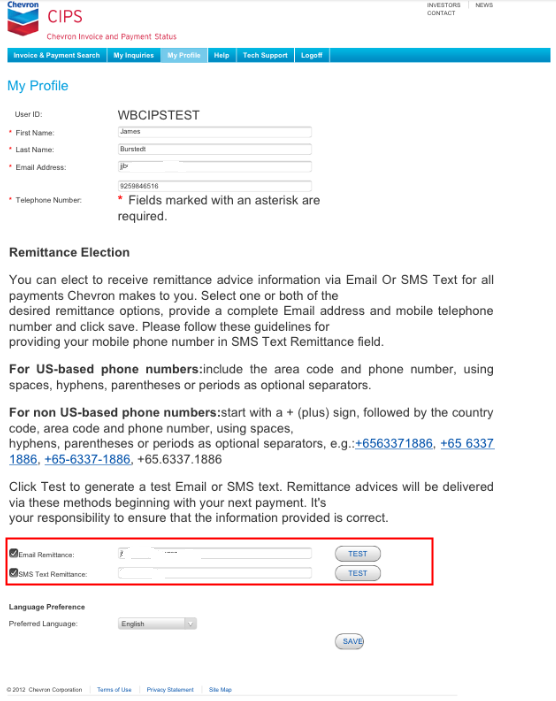 Chevron
CIPS
Chevron Invoice and Payment Status
INVESTORS NEWS
CONTACT
Invoice & Payment Search My Inquiries My Profile Help Tech Support Logoff
My Profile
User ID: WBCIPSTEST
* First Name: James
* Last Name: Burstedt
* Email Address:
9259846516
* Telephone Number: * Fields marked with an asterisk are
required.
Remittance Election
You can elect to receive remittance advice information via Email Or SMS Text for all
payments Chevron makes to you. Select one or both of the
desired remittance options, provide a complete Email address and mobile telephone
number and click save. Please follow these guidelines for
providing your mobile phone number in SMS Text Remittance field.
For US-based phone numbers:include the area code and phone number, using
spaces, hyphens, parentheses or periods as optional separators.
For non US-based phone numbers:start with a + (plus) sign, followed by the country
code, area code and phone number, using spaces,
hyphens, parentheses or periods as optional separators, e.g.:+6563371886, +65 6337
1886, +65-6337-1886, +65.6337.1886
Click Test to generate a test Email or SMS text. Remittance advices will be delivered
via these methods beginning with your next payment. It's
your responsibility to ensure that the information provided is correct.
Email Remittance: TEST
SMS Text Remittance: TEST
Language Preference
Preferred Language: English
SAVE
© 2012 Chevron Corporation Terms of Use Privacy Statement Site Map